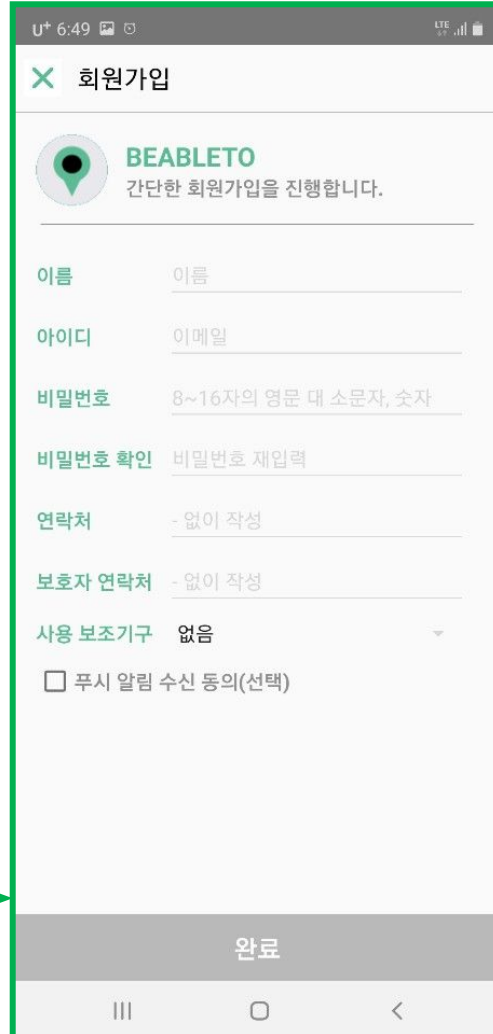 U⁺ 6:49
LTE
회원가입
BEABLETO
간단한 회원가입을 진행합니다.
이름 이름
아이디 이메일
비밀번호 8~16자의 영문 대 소문자, 숫자
비밀번호 확인 비밀번호 재입력
연락처 - 없이 작성
보호자 연락처 - 없이 작성
사용 보조기구 없음
푸시 알림 수신 동의(선택)
완료